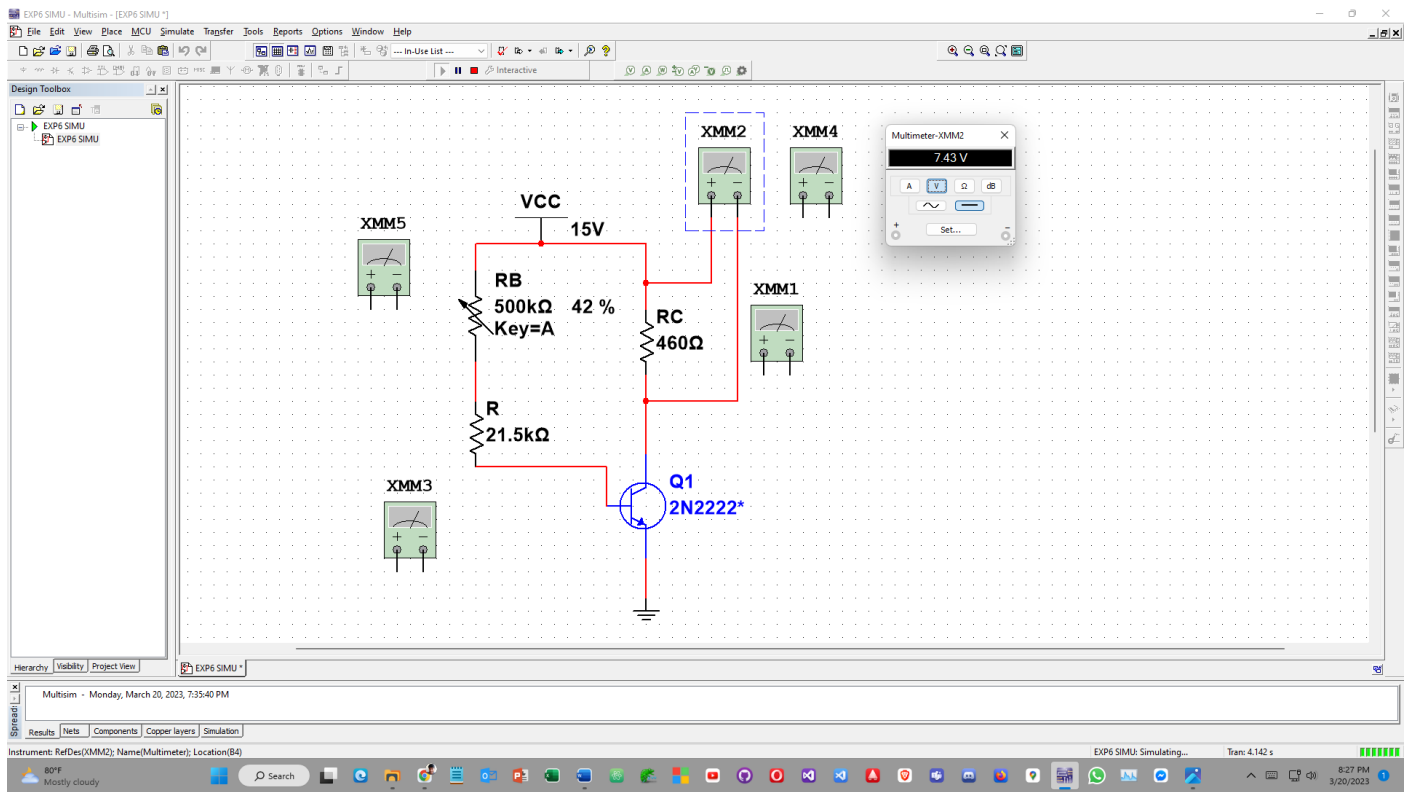 EXP6 SIMU - Multisim - [EXP6 SIMU *]
File Edit View Place MCU Simulate Transfer Tools Reports Options Window Help
--- In-Use List ---
Interactive
Design Toolbox
EXP6 SIMU
EXP6 SIMU
XMM2
XMM4
Multimeter-XMM2
7.43 V
A V Ω dB
Set...
+ −
VCC
15V
XMM5
RB
500kΩ 42 %
Key=A
XMM1
RC
460Ω
R
21.5kΩ
XMM3
Q1
2N2222*
Hierarchy Visibility Project View
EXP6 SIMU *
Multisim - Monday, March 20, 2023, 7:35:40 PM
Results Nets Components Copper layers Simulation
Instrument: RefDes(XMM2); Name(Multimeter); Location(B4)
EXP6 SIMU: Simulating... Tran: 4.142 s
80°F
Mostly cloudy
Search
8:27 PM
3/20/2023
1